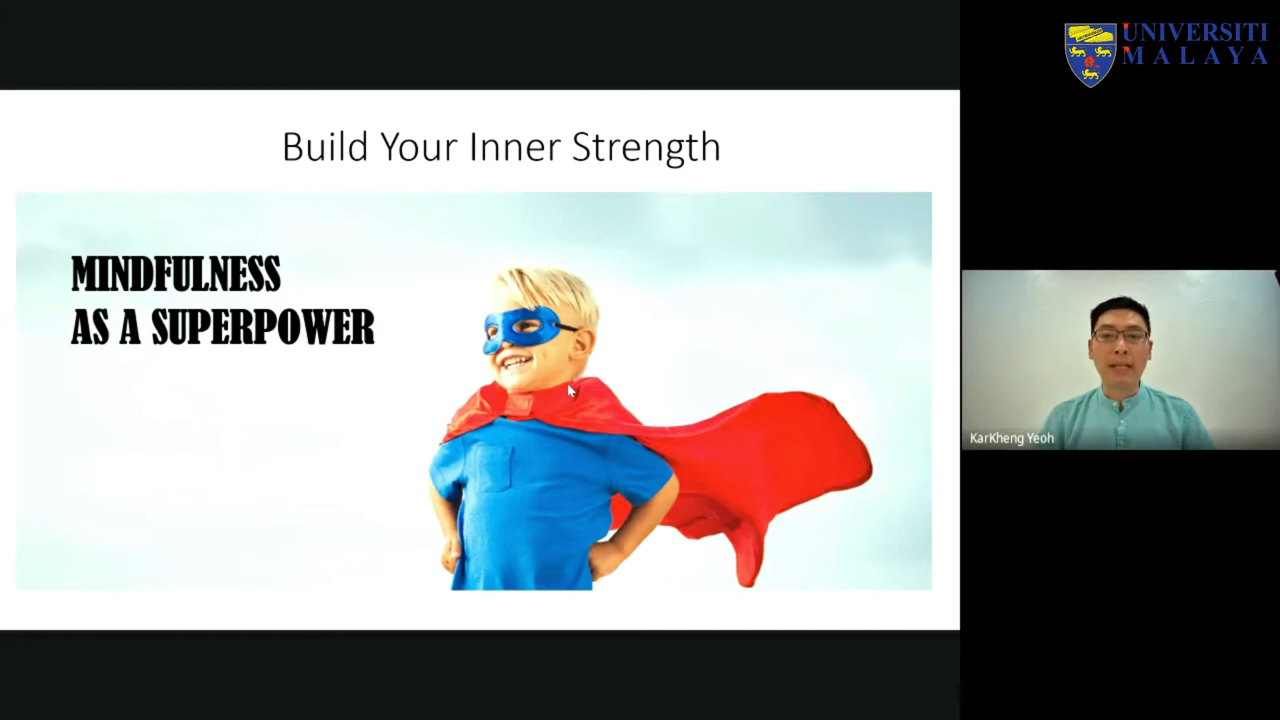 UNIVERSITI
MALAYA
Build Your Inner Strength
MINDFULNESS
AS A SUPERPOWER
KarKheng Yeoh